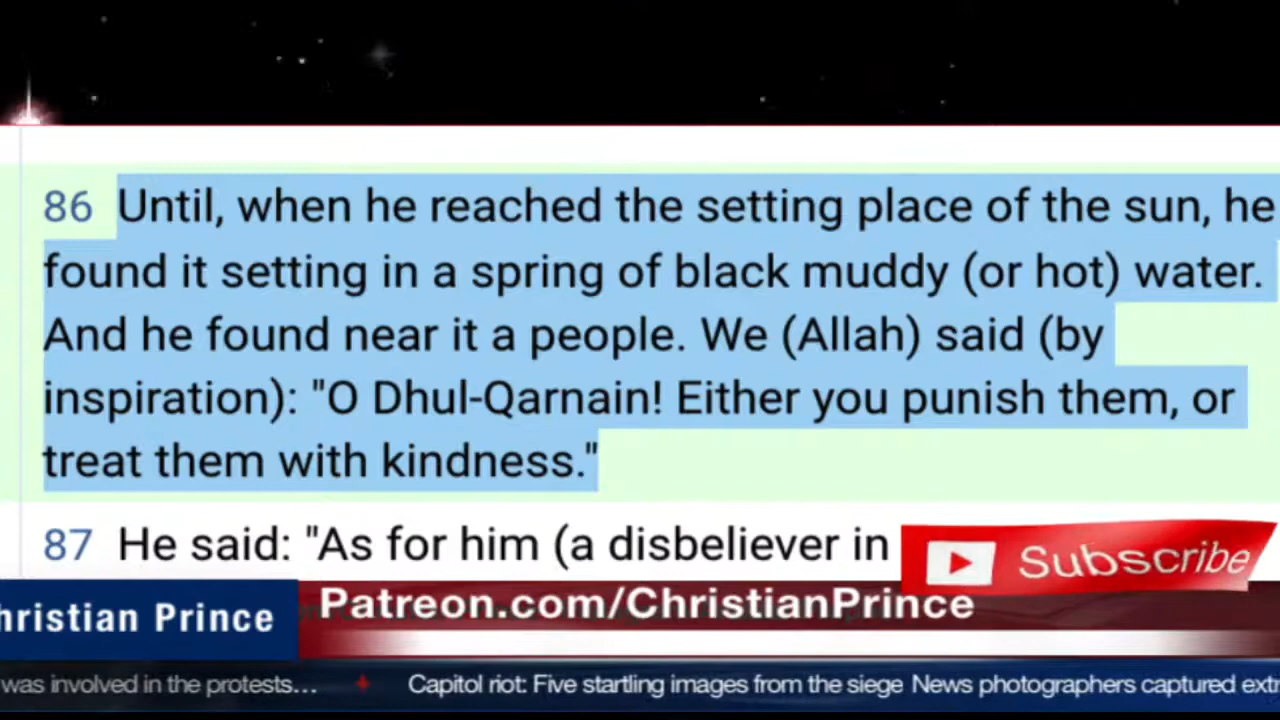 86 Until, when he reached the setting place of the sun, he
found it setting in a spring of black muddy (or hot) water.
And he found near it a people. We (Allah) said (by
inspiration): "O Dhul-Qarnain! Either you punish them, or
treat them with kindness."
87 He said: "As for him (a disbeliever in
Subscribe
hristian Prince
Patreon.com/ChristianPrince
was involved in the protests... Capitol riot: Five startling images from the siege News photographers captured extr